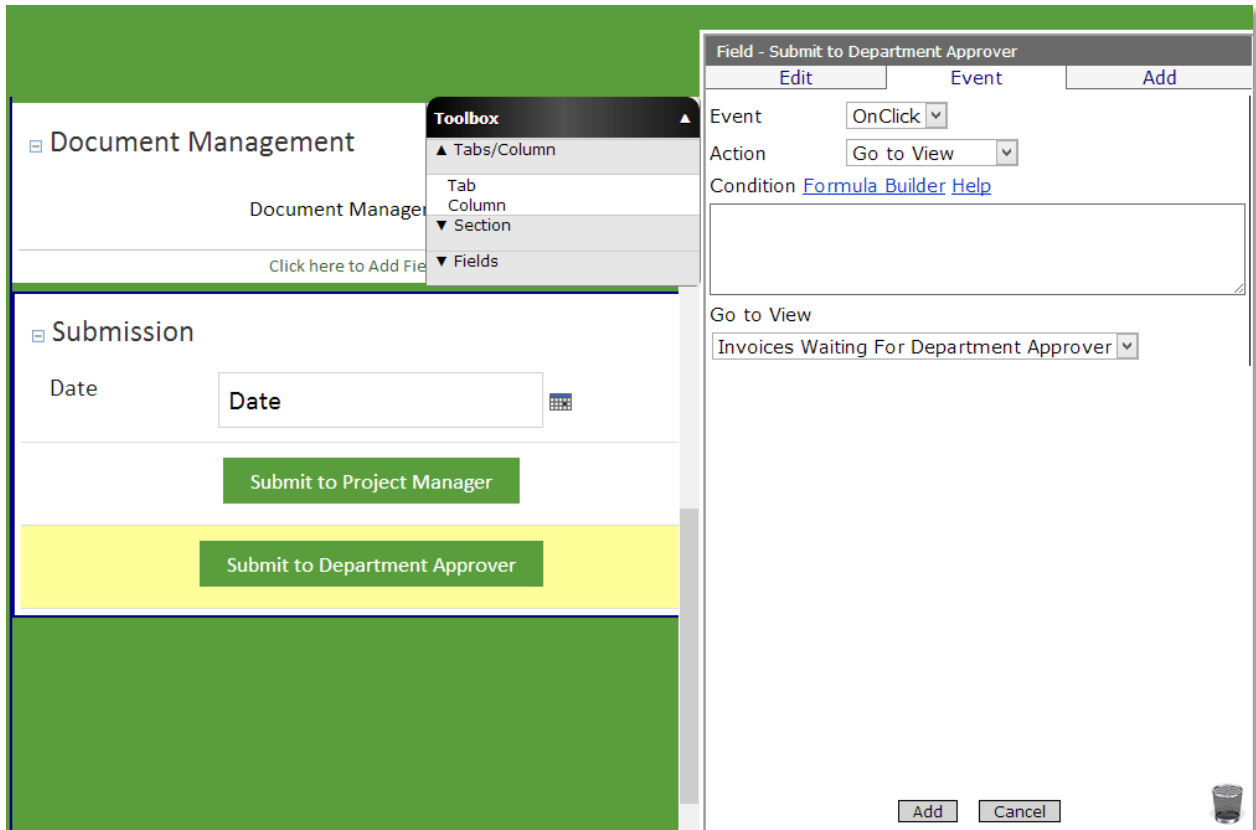 Document Management
Document Manage
Click here to Add Fie
Toolbox ▲
▲ Tabs/Column
Tab
Column
▼ Section
▼ Fields
Submission
Date
Date
Submit to Project Manager
Submit to Department Approver
Field - Submit to Department Approver
Edit Event Add
Event OnClick
Action Go to View
Condition Formula Builder Help
Go to View
Invoices Waiting For Department Approver
Add Cancel